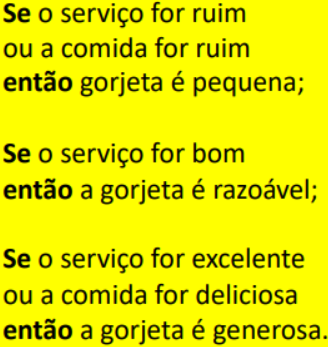 Se o serviço for ruim
ou a comida for ruim
então gorjeta é pequena;
Se o serviço for bom
então a gorjeta é razoável;
Se o serviço for excelente
ou a comida for deliciosa
então a gorjeta é generosa.